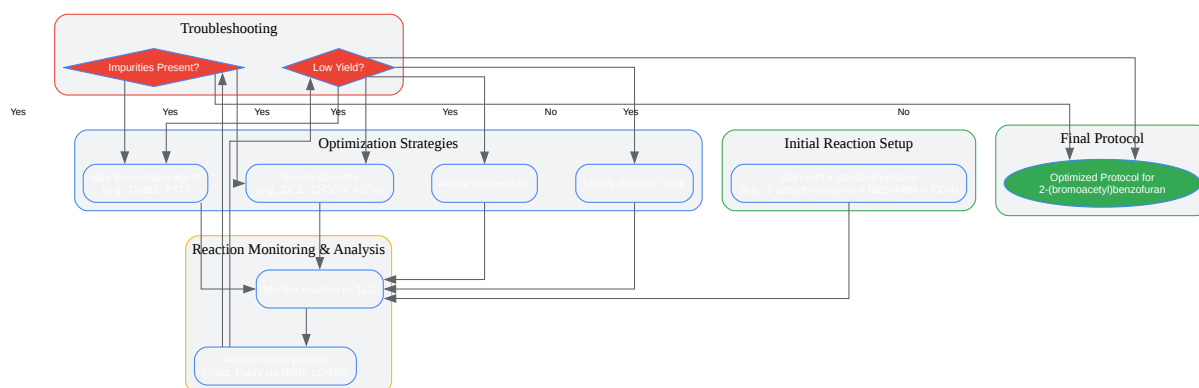 Troubleshooting
Impurities Present?
Low Yield?
Yes
Yes
Yes
Yes
Yes
No
Yes
No
Optimization Strategies
Initial Reaction Setup
Final Protocol
Vary Brominating Agent
(e.g., CuBr2, PTT)
Screen Solvents
(e.g., DCE, CH3CN, AcOH)
Adjust Temperature
Modify Reaction Time
Start with a standard protocol
(e.g., 2-acetylbenzofuran + NBS/AIBN in CCl4)
Optimized Protocol for
2-(bromoacetyl)benzofuran
Reaction Monitoring & Analysis
Monitor reaction by TLC
Analyze crude product
(Yield, Purity via NMR, LC-MS)